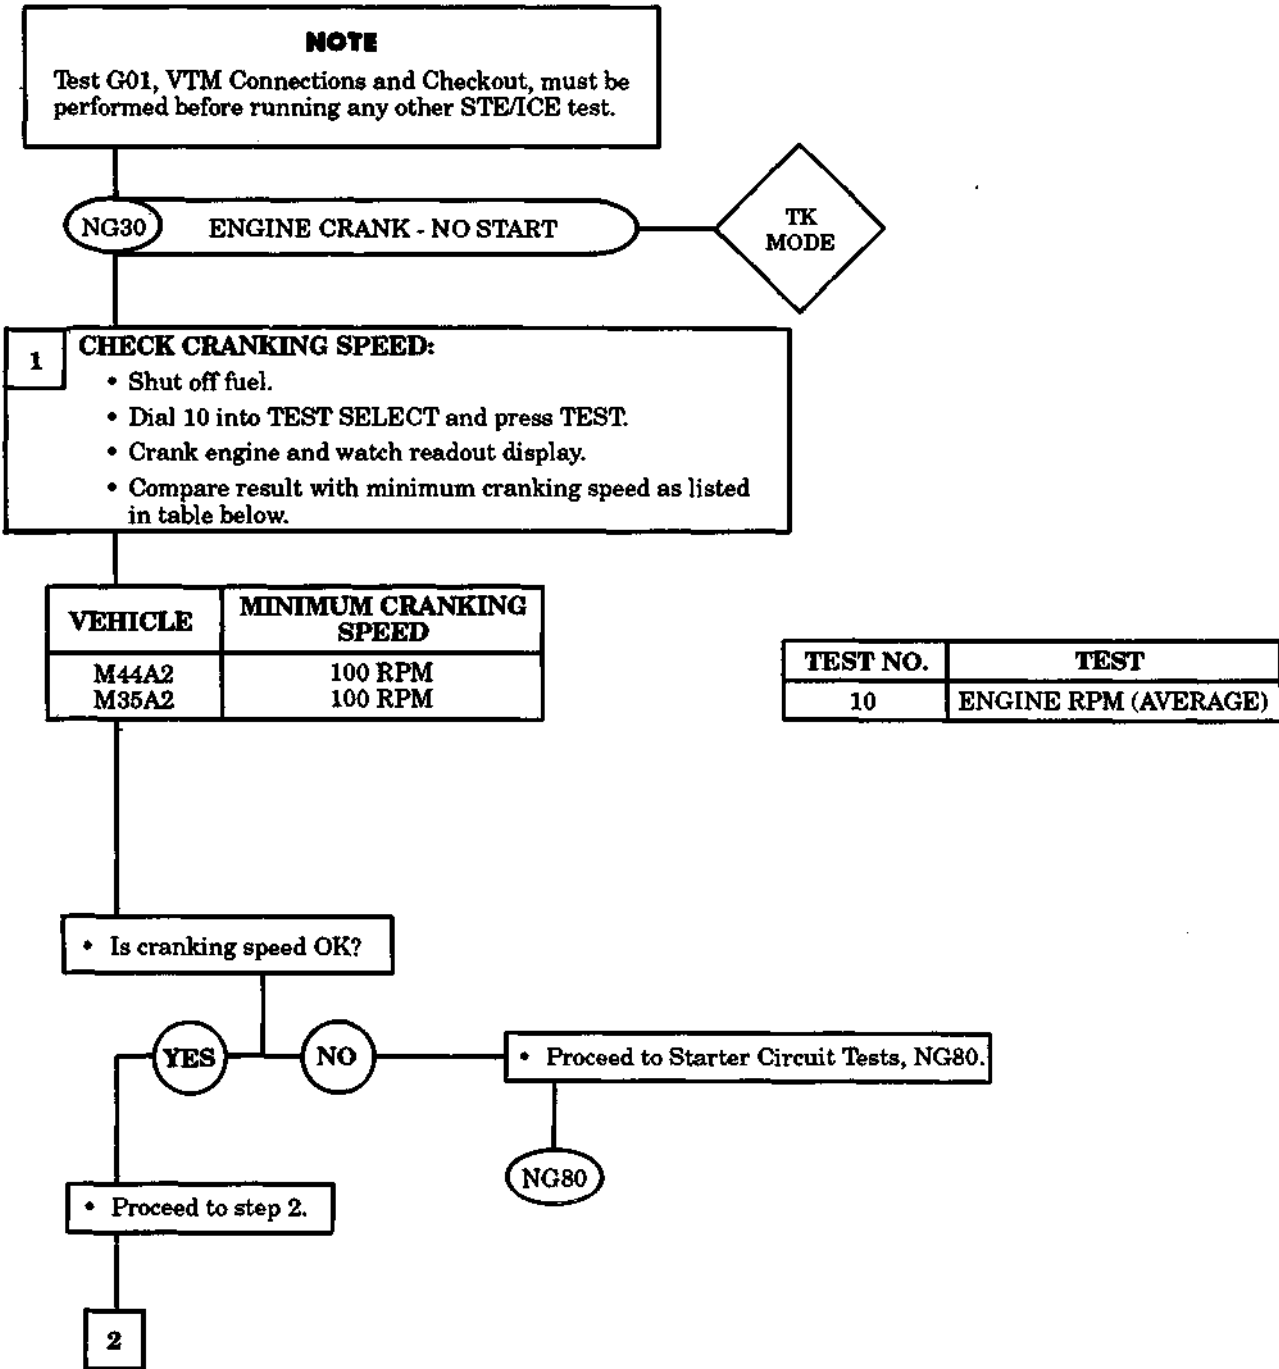 NOTE
Test G01, VTM Connections and Checkout, must be
performed before running any other STE/ICE test.
NG30
ENGINE CRANK - NO START
TK
MODE
1
CHECK CRANKING SPEED:
• Shut off fuel.
• Dial 10 into TEST SELECT and press TEST.
• Crank engine and watch readout display.
• Compare result with minimum cranking speed as listed
in table below.
VEHICLE
MINIMUM CRANKING
SPEED
M44A2
100 RPM
M35A2
100 RPM
TEST NO.
TEST
10
ENGINE RPM (AVERAGE)
• Is cranking speed OK?
YES
NO
• Proceed to Starter Circuit Tests, NG80.
NG80
• Proceed to step 2.
2